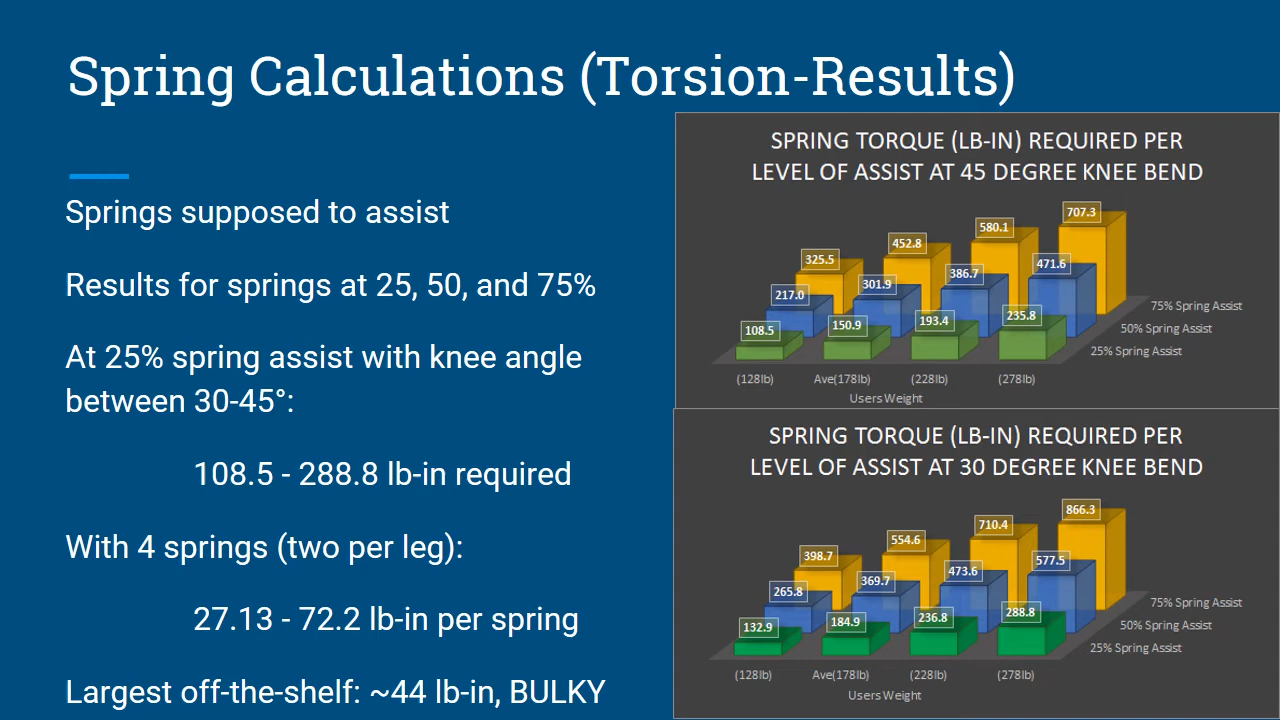 Spring Calculations (Torsion-Results)
Springs supposed to assist
Results for springs at 25, 50, and 75%
At 25% spring assist with knee angle
between 30-45°:
108.5 - 288.8 lb-in required
With 4 springs (two per leg):
27.13 - 72.2 lb-in per spring
Largest off-the-shelf: ~44 lb-in, BULKY
SPRING TORQUE (LB-IN) REQUIRED PER
LEVEL OF ASSIST AT 45 DEGREE KNEE BEND
325.5 452.8 580.1 707.3
217.0 301.9 386.7 471.6
108.5 150.9 193.4 235.8
75% Spring Assist
50% Spring Assist
25% Spring Assist
(128lb) Ave(178lb) (228lb) (278lb)
Users Weight
SPRING TORQUE (LB-IN) REQUIRED PER
LEVEL OF ASSIST AT 30 DEGREE KNEE BEND
398.7 554.6 710.4 866.3
265.8 369.7 473.6 577.5
132.9 184.9 236.8 288.8
75% Spring Assist
50% Spring Assist
25% Spring Assist
(128lb) Ave(178lb) (228lb) (278lb)
Users Weight